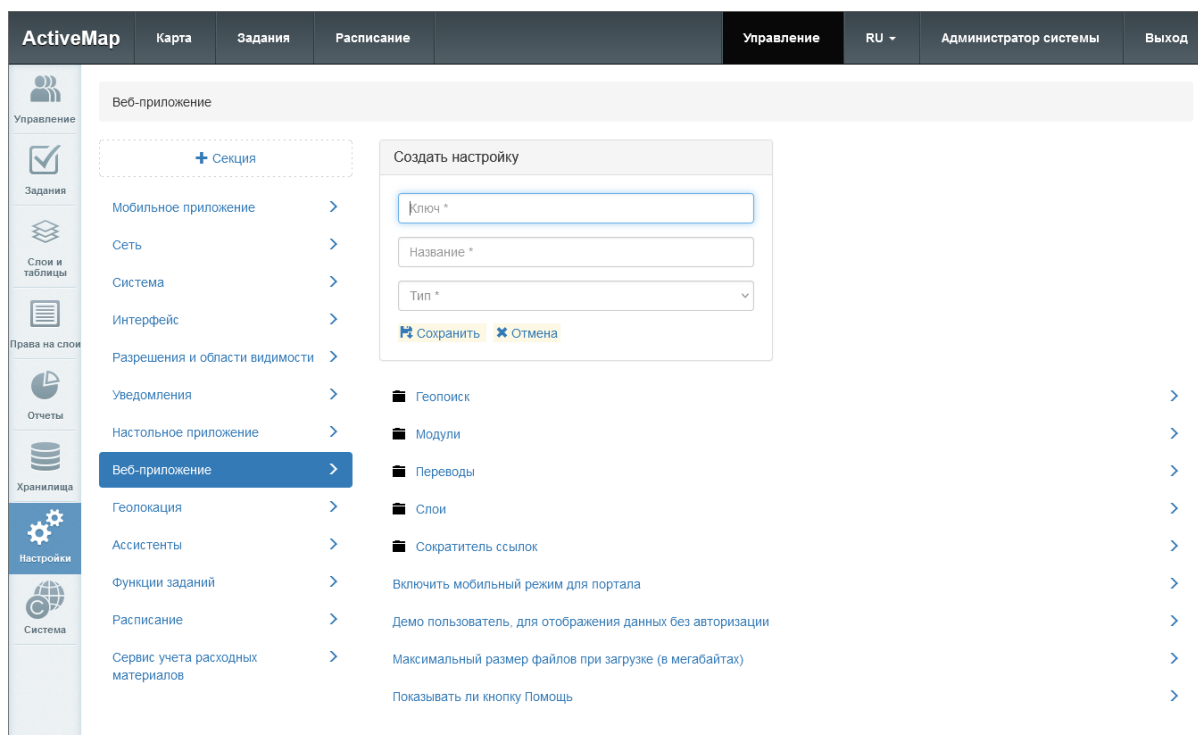 ActiveMap
Карта
Задания
Расписание
Управление
RU
Администратор системы
Выход
Управление
Задания
Слои и
таблицы
Права на слои
Отчеты
Хранилища
Настройки
Система
Веб-приложение
Секция
Мобильное приложение
Сеть
Система
Интерфейс
Разрешения и области видимости
Уведомления
Настольное приложение
Веб-приложение
Геолокация
Ассистенты
Функции заданий
Расписание
Сервис учета расходных
материалов
Создать настройку
Ключ *
Название *
Тип *
Сохранить
Отмена
Геопоиск
Модули
Переводы
Слои
Сократитель ссылок
Включить мобильный режим для портала
Демо пользователь, для отображения данных без авторизации
Максимальный размер файлов при загрузке (в мегабайтах)
Показывать ли кнопку Помощь